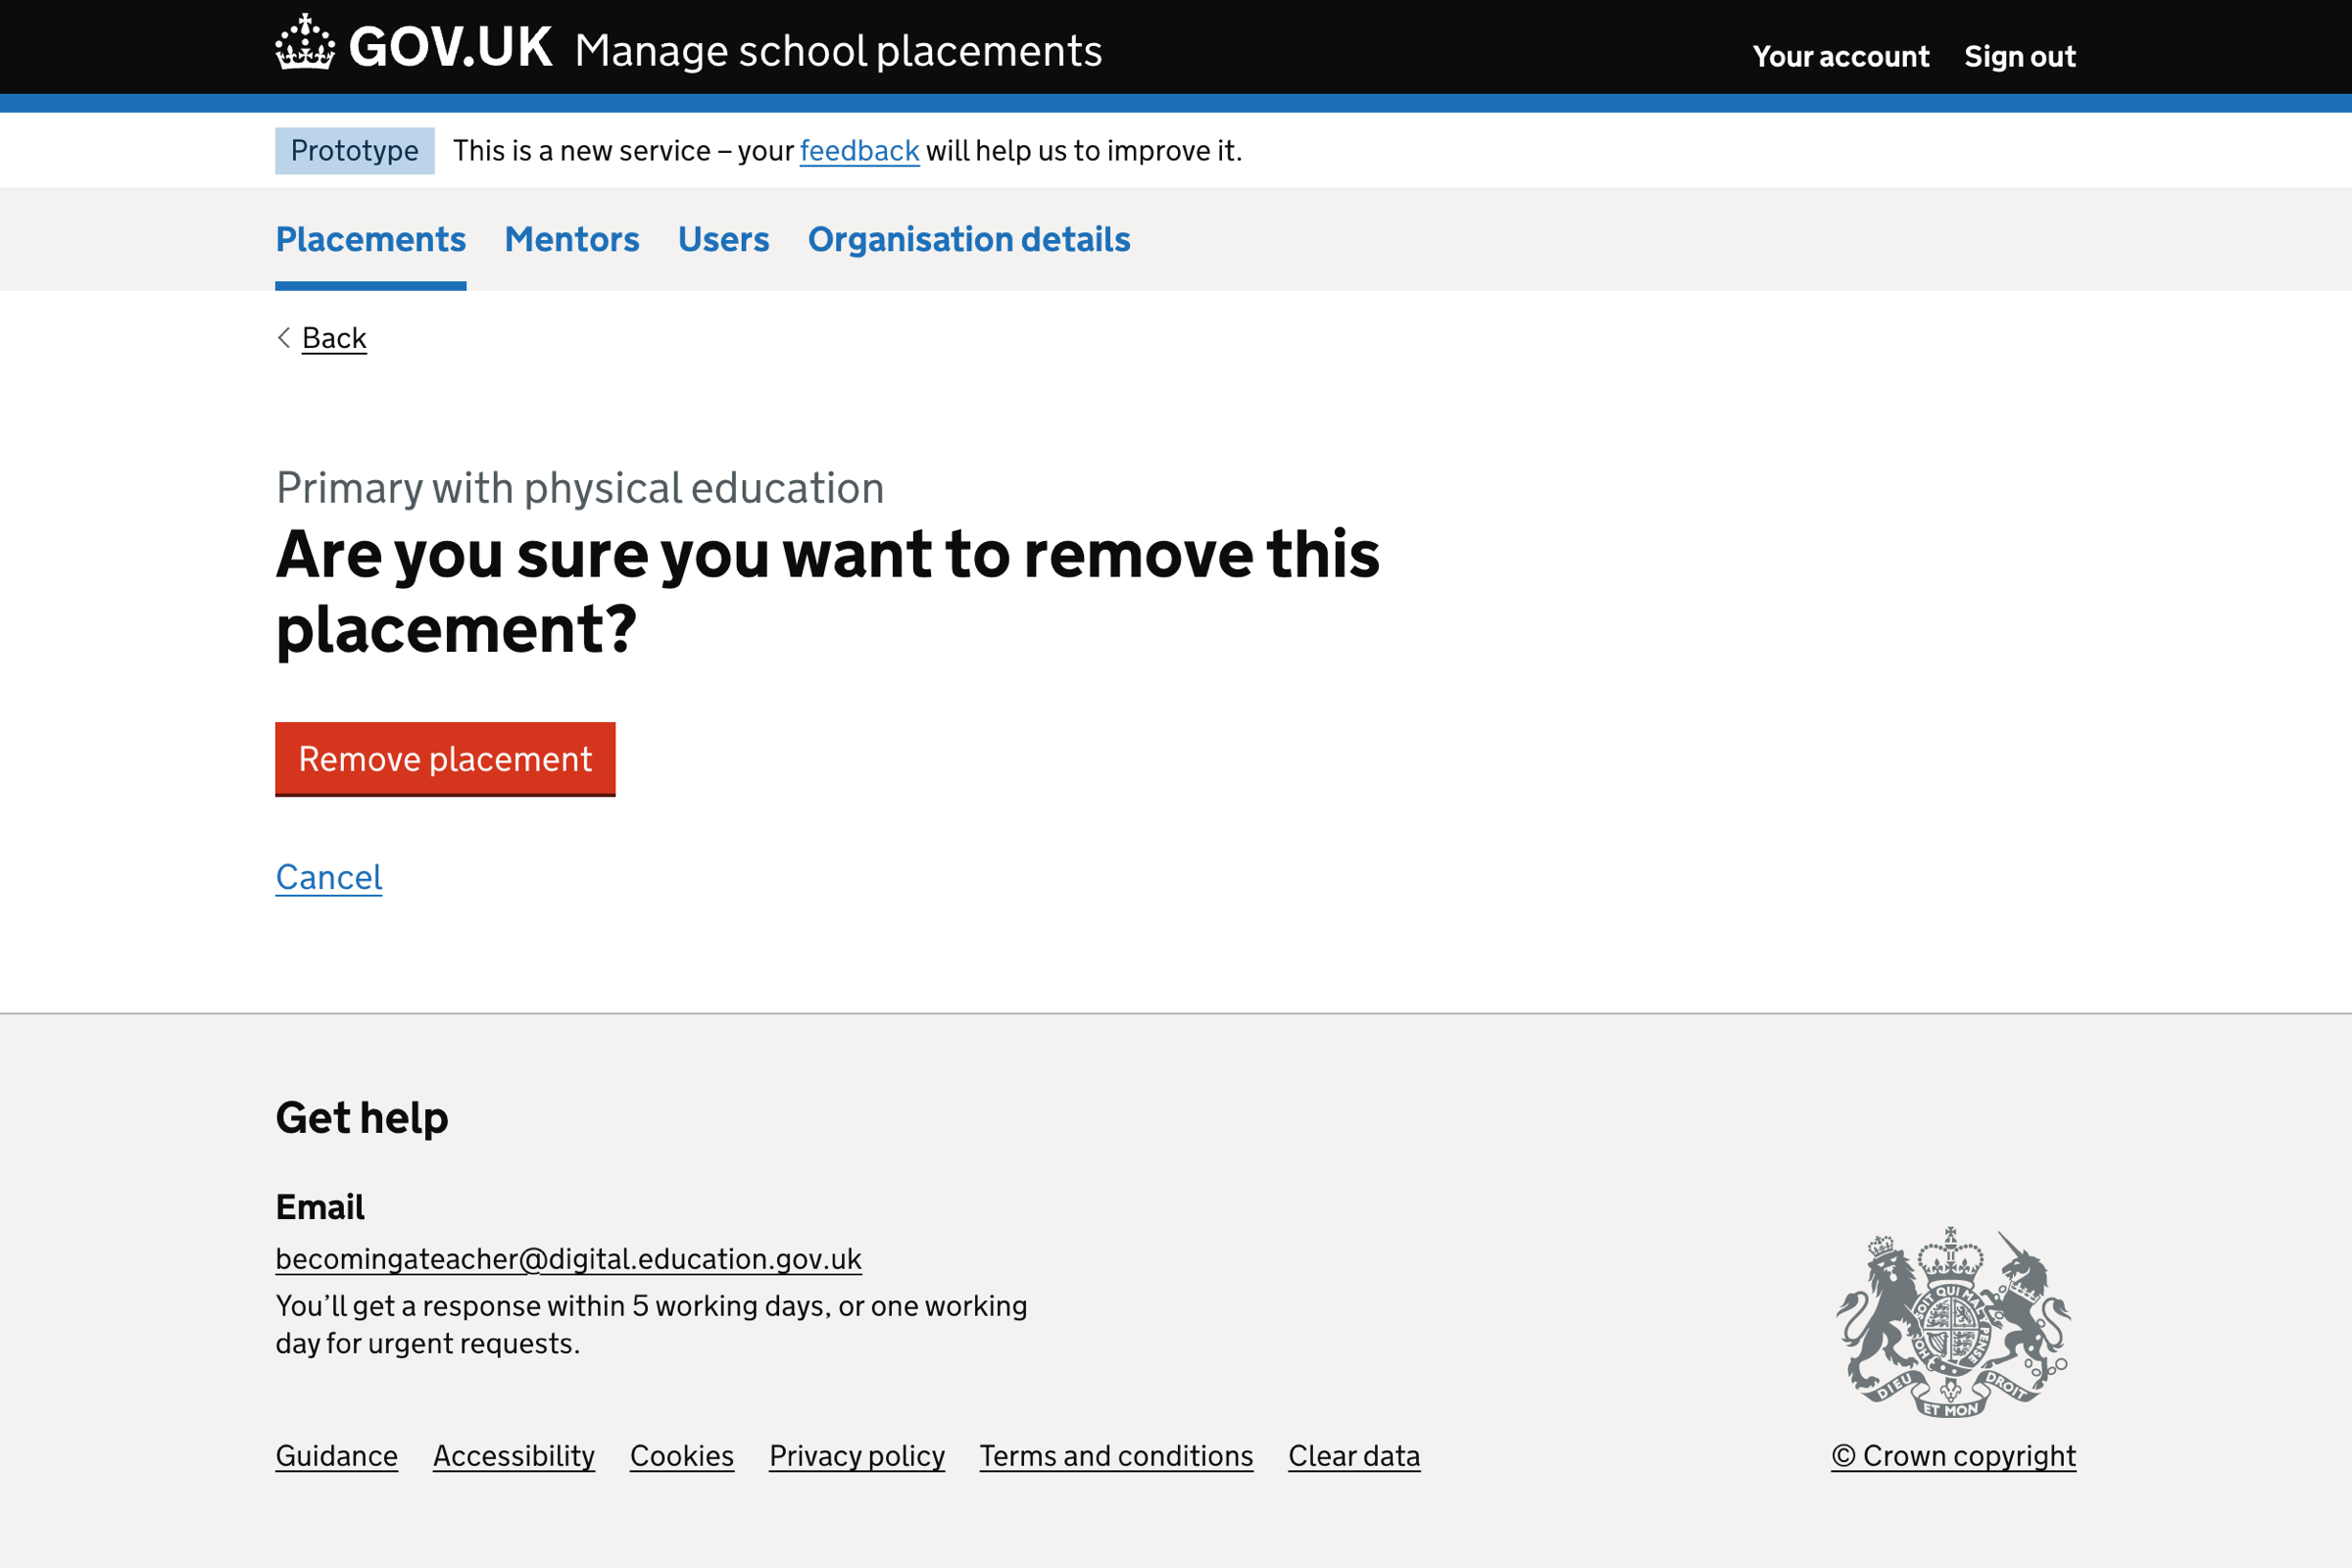 GOV.UK Manage school placements
Your account Sign out
Prototype This is a new service – your feedback will help us to improve it.
Placements Mentors Users Organisation details
Back
Primary with physical education
Are you sure you want to remove this
placement?
Remove placement
Cancel
Get help
Email
becomingateacher@digital.education.gov.uk
You’ll get a response within 5 working days, or one working
day for urgent requests.
DIEU ET MON DROIT
Guidance Accessibility Cookies Privacy policy Terms and conditions Clear data
© Crown copyright